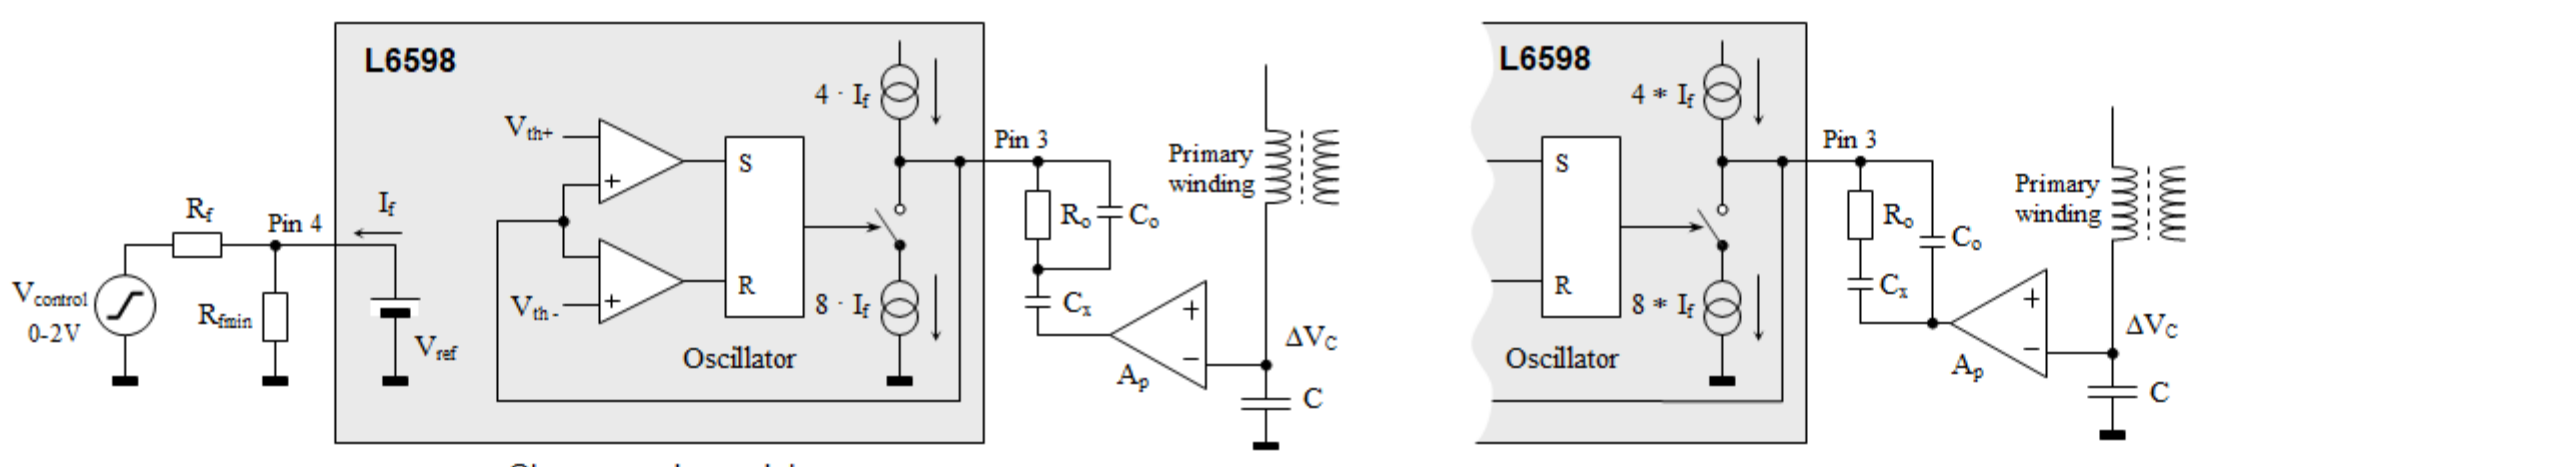 L6598
4 · If
Vth+
Pin 3
S
Primary
winding
If
Rf
Pin 4
Ro
Co
Vcontrol
0-2V
Rfmin
Vth -
R
8 · If
Cx
Vref
Oscillator
Ap
ΔVC
C
+
+
+
−
L6598
4 * If
Pin 3
S
Primary
winding
Ro
Co
R
8 * If
Cx
Oscillator
Ap
ΔVC
C
+
−